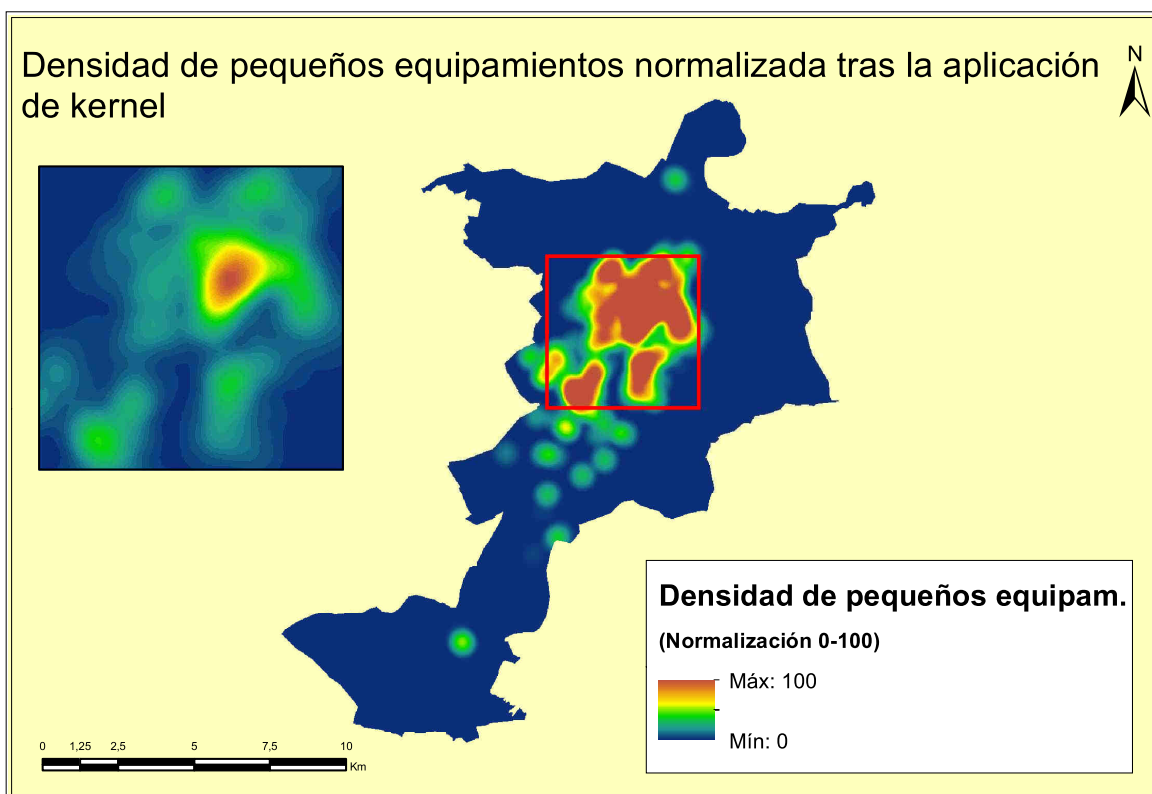 Densidad de pequeños equipamientos normalizada tras la aplicación
de kernel
N
Densidad de pequeños equipam.
(Normalización 0-100)
Máx: 100
Mín: 0
0 1,25 2,5 5 7,5 10
Km